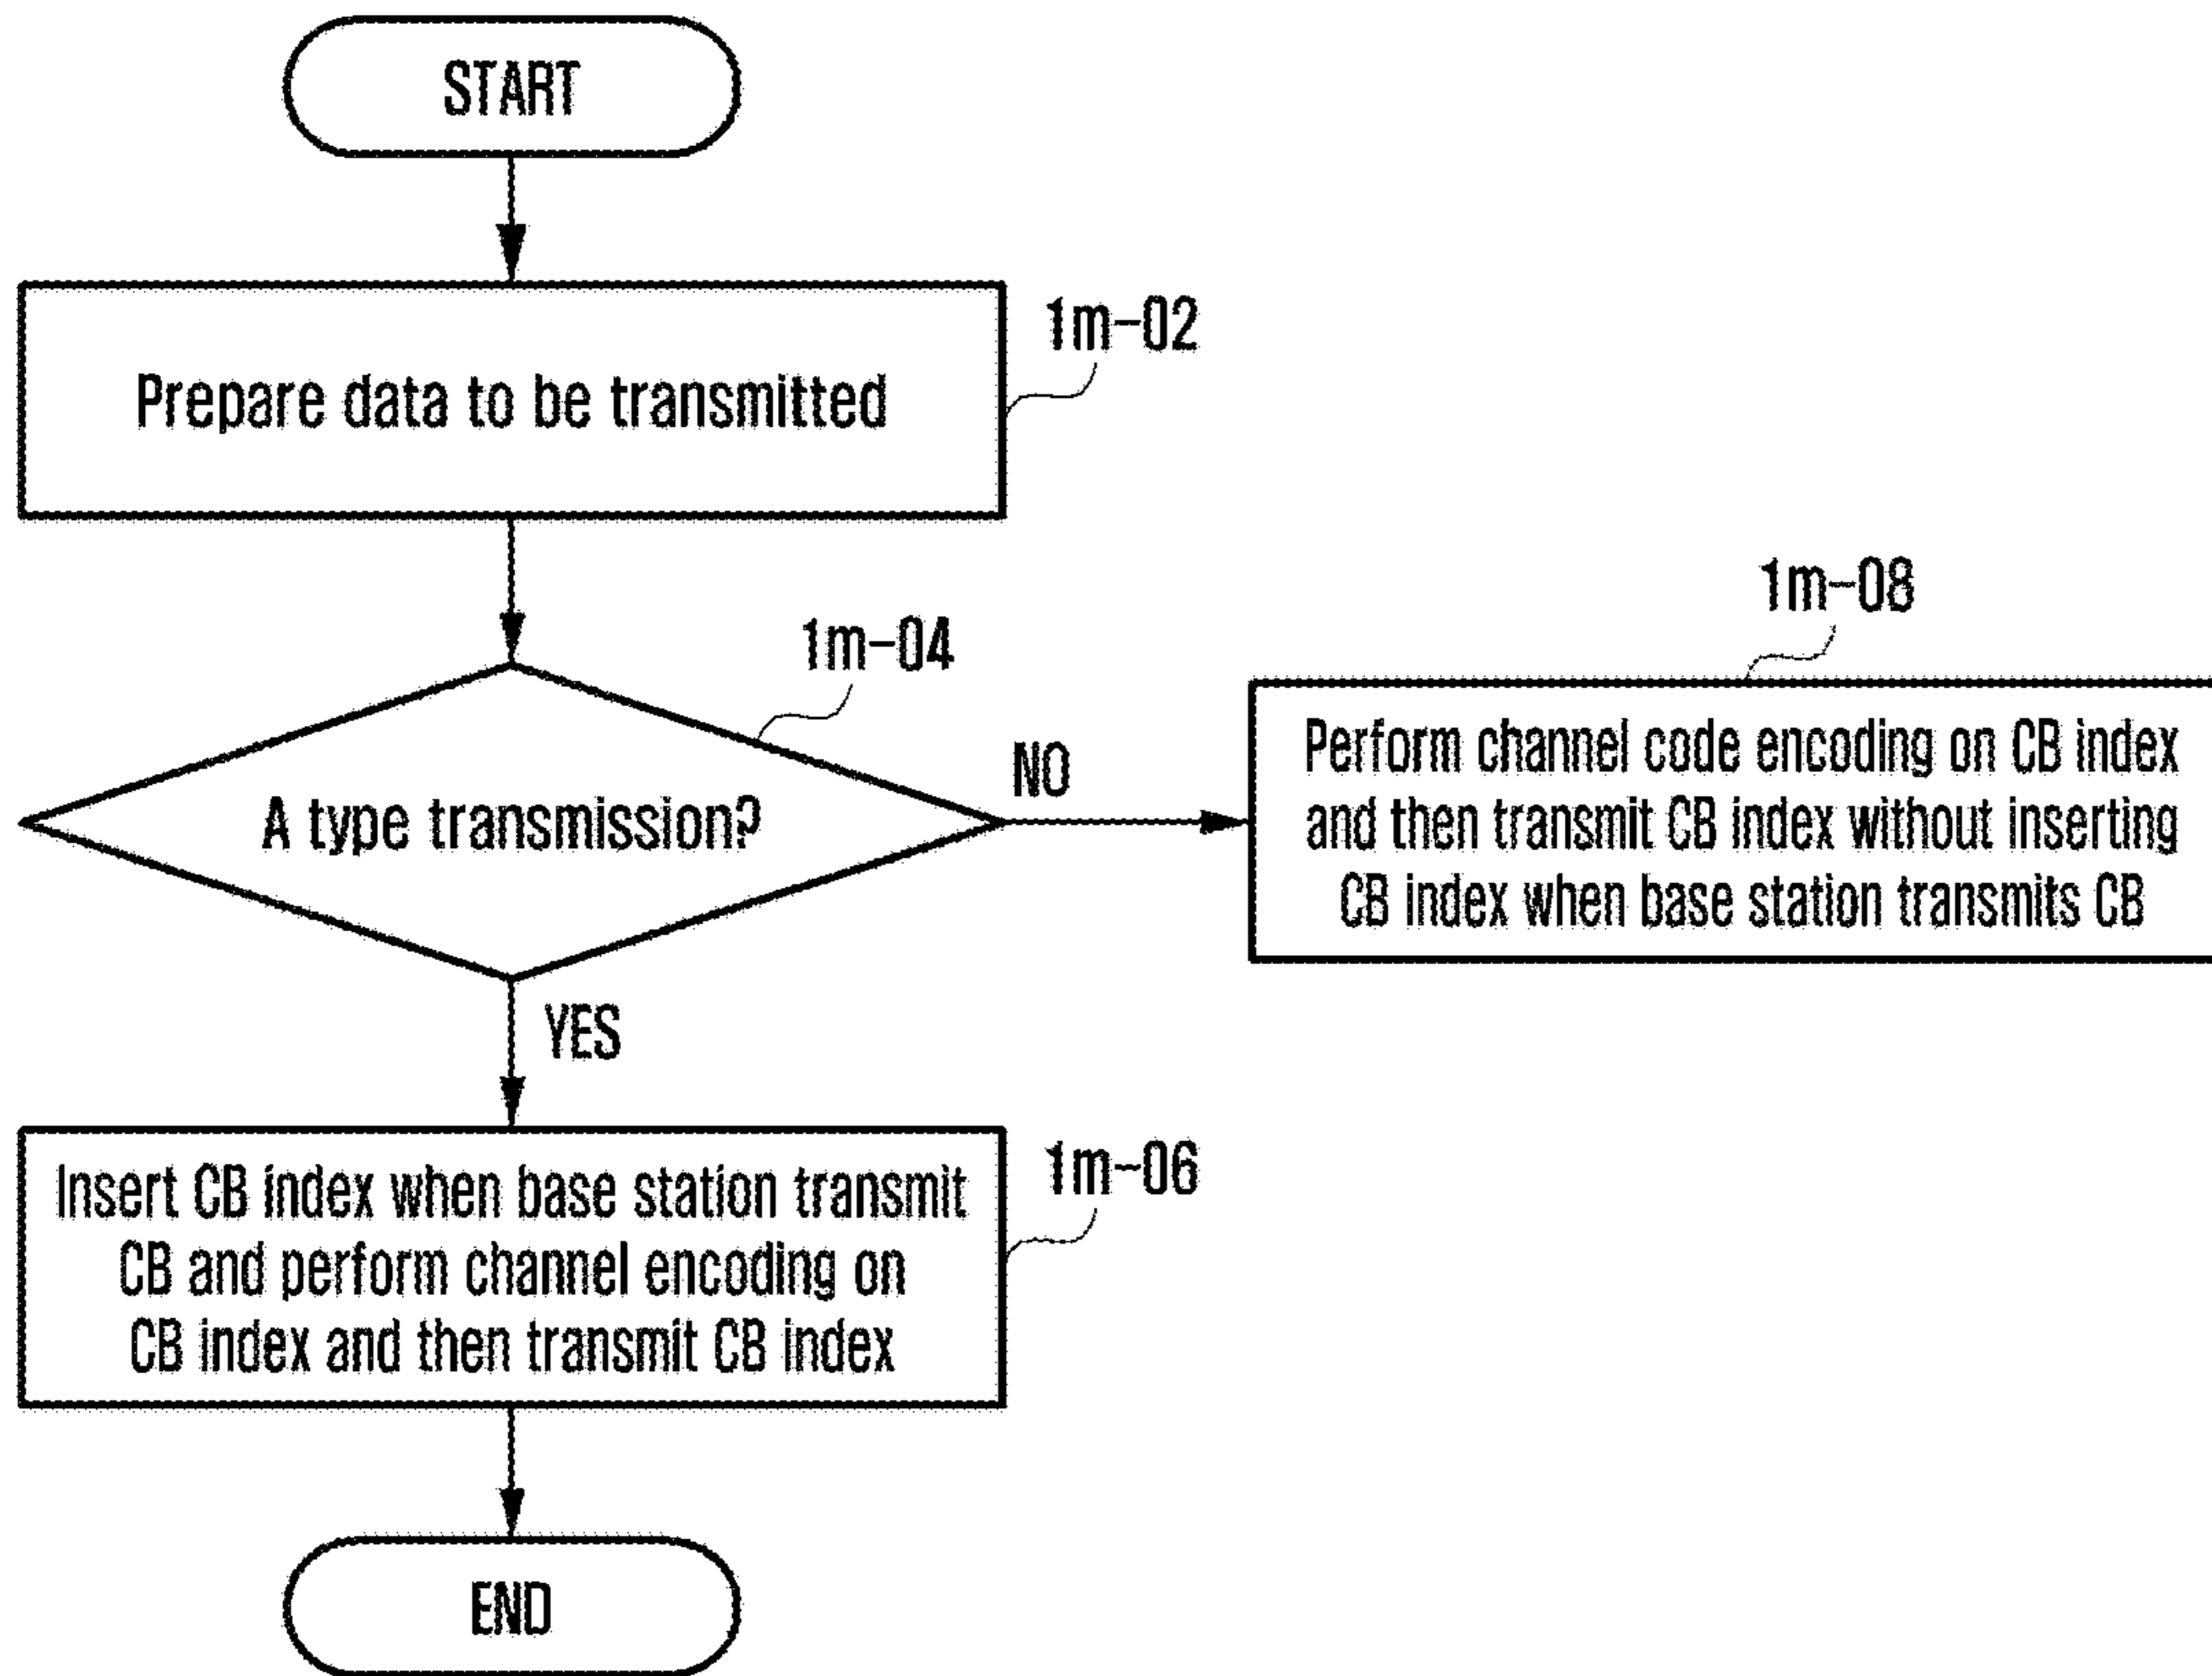 START
Prepare data to be transmitted
1m-02
A type transmission?
1m-04
NO
Perform channel code encoding on CB index
and then transmit CB index without inserting
CB index when base station transmits CB
1m-08
YES
Insert CB index when base station transmit
CB and perform channel encoding on
CB index and then transmit CB index
1m-06
END